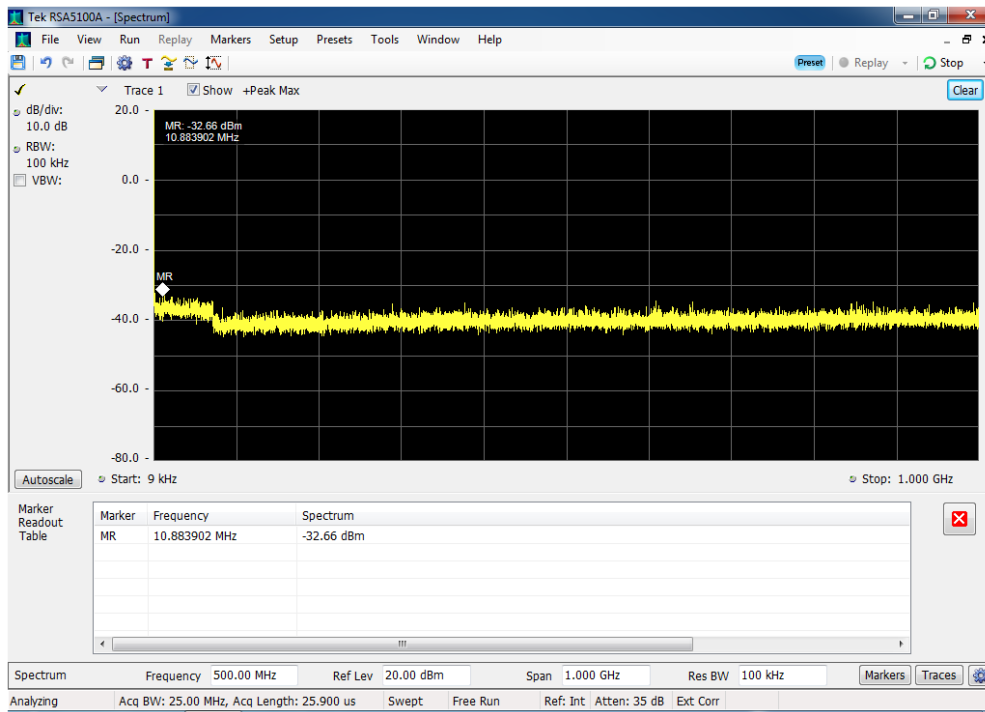 Tek RSA5100A - [Spectrum]
File View Run Replay Markers Setup Presets Tools Window Help
T Preset Replay Stop
Trace 1 Show +Peak Max Clear
dB/div:
10.0 dB
RBW:
100 kHz
VBW:
20.0
0.0
-20.0
-40.0
-60.0
-80.0
MR: -32.66 dBm
10.883902 MHz
MR
Autoscale Start: 9 kHz Stop: 1.000 GHz
Marker
Readout
Table
Marker Frequency Spectrum
MR 10.883902 MHz -32.66 dBm
Spectrum Frequency 500.00 MHz Ref Lev 20.00 dBm Span 1.000 GHz Res BW 100 kHz Markers Traces
Analyzing Acq BW: 25.00 MHz, Acq Length: 25.900 us Swept Free Run Ref: Int Atten: 35 dB Ext Corr